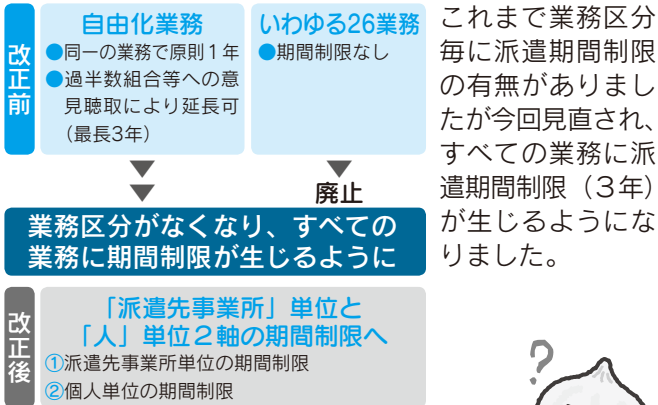 改正前
自由化業務
●同一の業務で原則1年
●過半数組合等への意
見聴取により延長可
（最長3年）
いわゆる26業務
●期間制限なし
▼
▼
▼
廃止
業務区分がなくなり、すべての
業務に期間制限が生じるように
改正後
「派遣先事業所」単位と
「人」単位2軸の期間制限へ
①派遣先事業所単位の期間制限
②個人単位の期間制限
これまで業務区分
毎に派遣期間制限
の有無がありまし
たが今回見直され、
すべての業務に派
遣期間制限（3年）
が生じるようにな
りました。
?